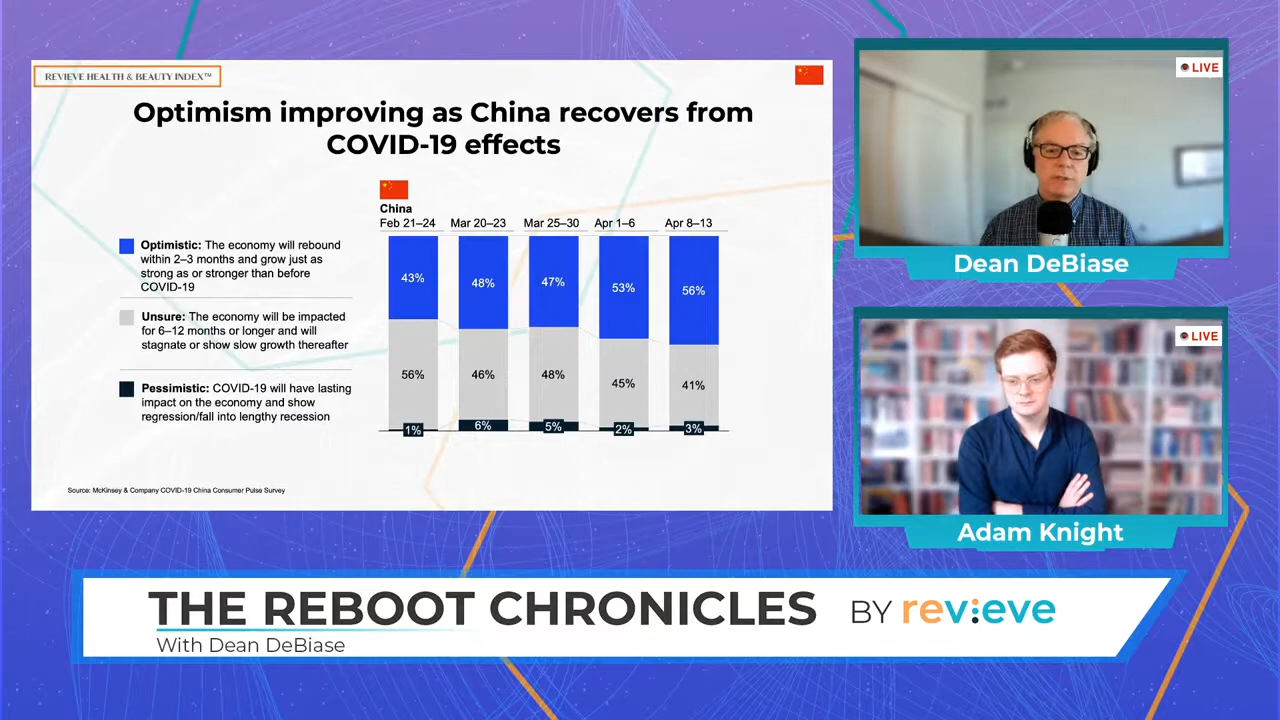 REVIEVE HEALTH & BEAUTY INDEX™
Optimism improving as China recovers from
COVID-19 effects
China
Feb 21–24 Mar 20–23 Mar 25–30 Apr 1–6 Apr 8–13
Optimistic: The economy will rebound
within 2–3 months and grow just as
strong as or stronger than before
COVID-19
Unsure: The economy will be impacted
for 6–12 months or longer and will
stagnate or show slow growth thereafter
Pessimistic: COVID-19 will have lasting
impact on the economy and show
regression/fall into lengthy recession
43% 48% 47% 53% 56%
56% 46% 48% 45% 41%
1% 6% 5% 2% 3%
Source: McKinsey & Company COVID-19 China Consumer Pulse Survey
LIVE
Dean DeBiase
LIVE
Adam Knight
THE REBOOT CHRONICLES BY revieve
With Dean DeBiase